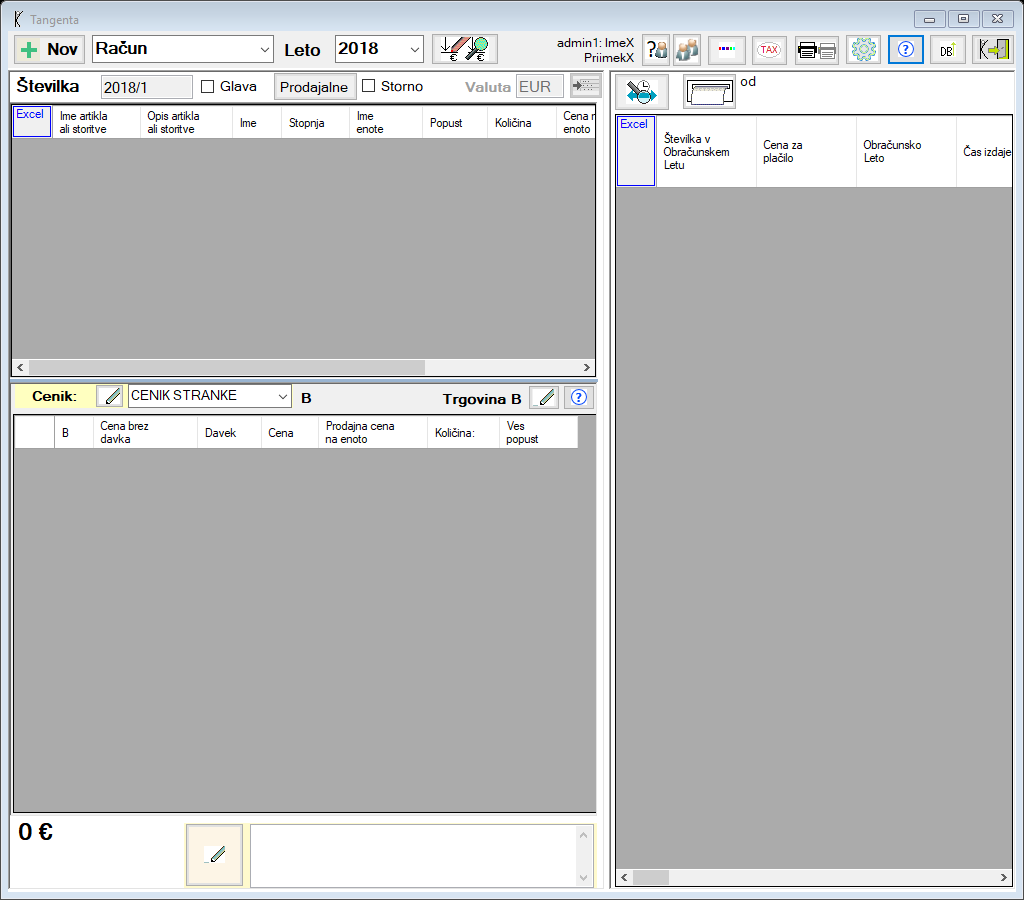 Tangenta
Nov
Račun
Leto
2018
€
€
admin1: ImeX
PriimekX
?
TAX
?
DB
Številka
2018/1
Glava
Prodajalne
Storno
Valuta
EUR
od
Excel
Ime artikla
ali storitve
Opis artikla
ali storitve
Ime
Stopnja
Ime
enote
Popust
Količina
Cena
enoto
Excel
Številka v
Obračunskem
Letu
Cena za
plačilo
Obračunsko
Leto
Čas izdaje
Cenik:
CENIK STRANKE
B
Trgovina B
?
B
Cena brez
davka
Davek
Cena
Prodajna cena
na enoto
Količina:
Ves
popust
0 €